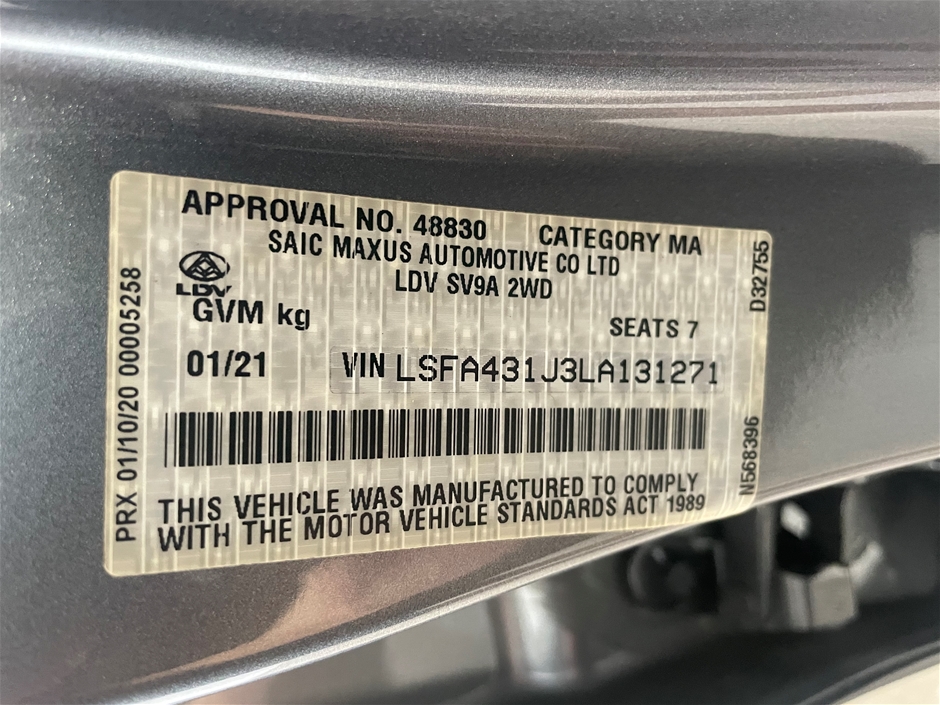 APPROVAL NO. 48830 CATEGORY MA
SAIC MAXUS AUTOMOTIVE CO LTD
LDV SV9A 2WD
LDV
GVM kg
SEATS 7
01/21 VIN LSFA431J3LA131271
THIS VEHICLE WAS MANUFACTURED TO COMPLY
WITH THE MOTOR VEHICLE STANDARDS ACT 1989
PRX 01/10/20 00005258
D32755
N568396